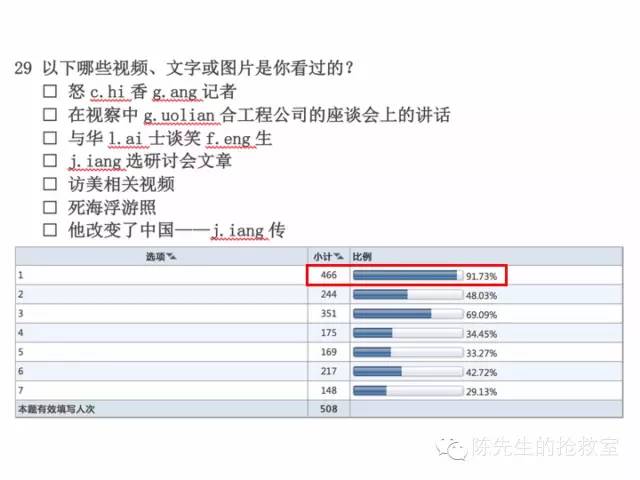 29 以下哪些视频、文字或图片是你看过的？
□ 怒 c.hi 香 g.ang 记者
□ 在视察中 g.uolian 合工程公司的座谈会上的讲话
□ 与华 l.ai 士谈笑 f.eng 生
□ j.iang 选研讨会文章
□ 访美相关视频
□ 死海浮游照
□ 他改变了中国——j.iang 传
选项 小计 比例
1 466 91.73%
2 244 48.03%
3 351 69.09%
4 175 34.45%
5 169 33.27%
6 217 42.72%
7 148 29.13%
本题有效填写人次 508
陈先生的抢救室